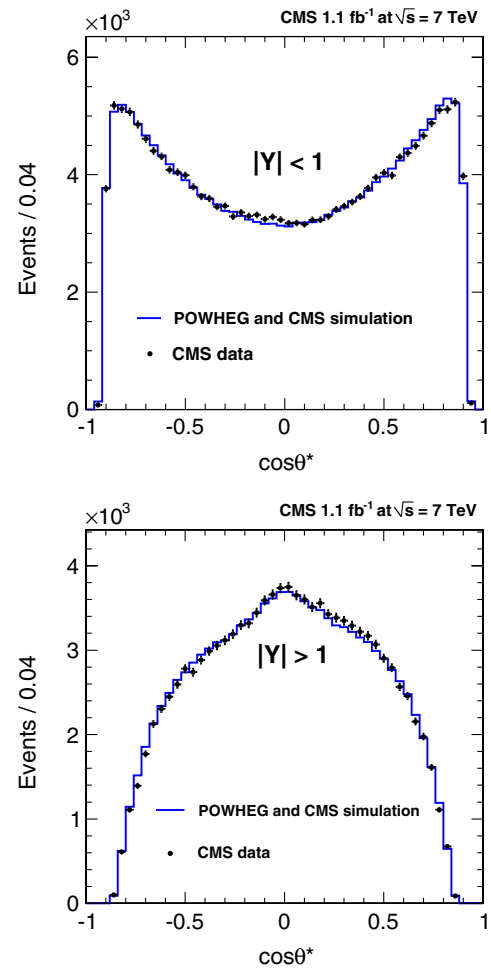 ×10³
CMS 1.1 fb⁻¹ at √s = 7 TeV
6
4
2
0
Events / 0.04
|Y| < 1
POWHEG and CMS simulation
CMS data
-1 -0.5 0 0.5 1
cosθ*
×10³
CMS 1.1 fb⁻¹ at √s = 7 TeV
4
3
2
1
0
Events / 0.04
|Y| > 1
POWHEG and CMS simulation
CMS data
-1 -0.5 0 0.5 1
cosθ*